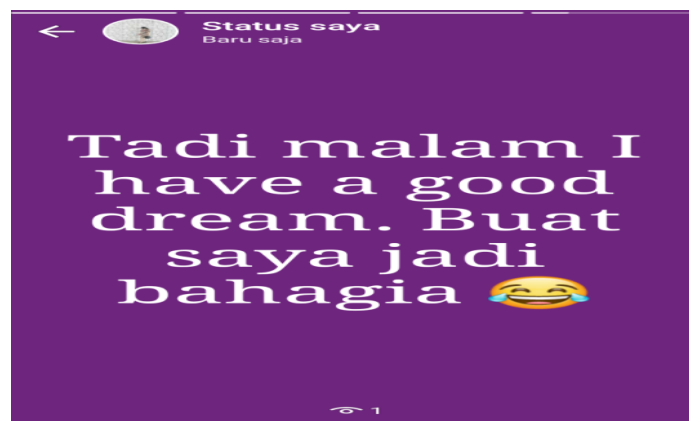 Status saya
Baru saja
Tadi malam I
have a good
dream. Buat
saya jadi
bahagia 😂
1